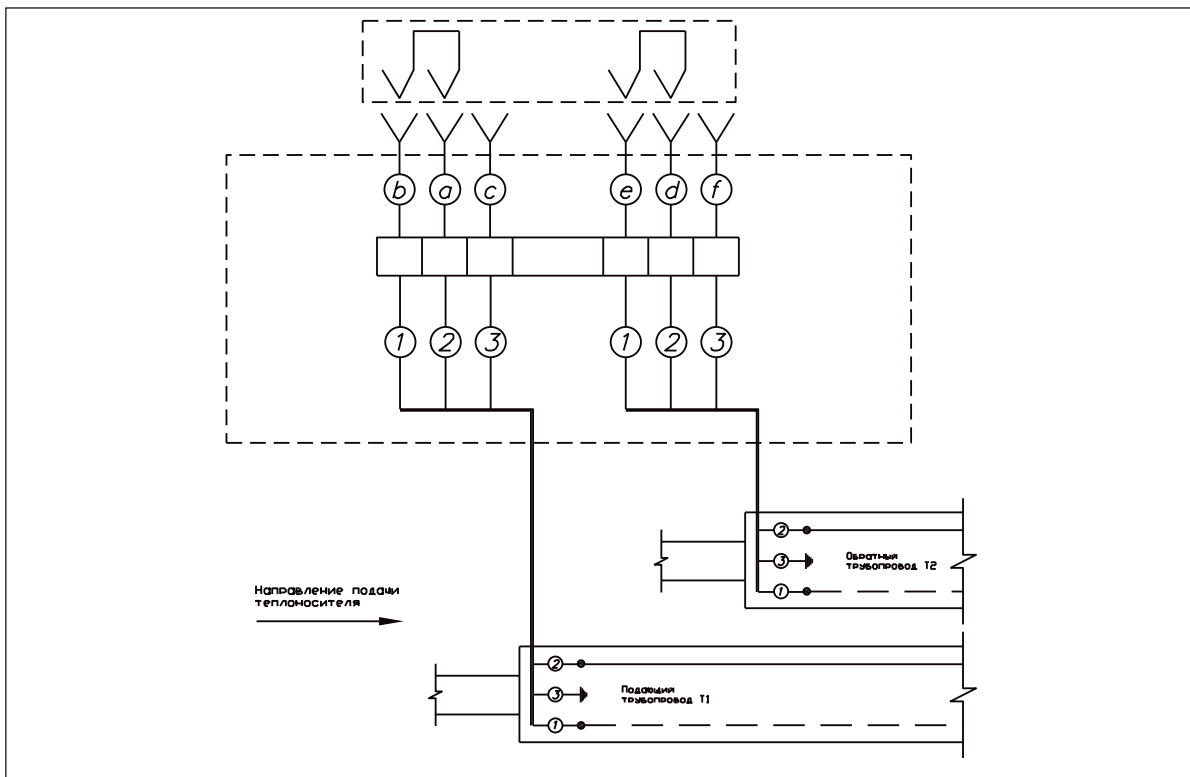 b a c e d f
1 2 3 1 2 3
2
3 Обратный
трубопровод Т2
1
Направление подачи
теплоносителя
2
3 Подающий
трубопровод Т1
1